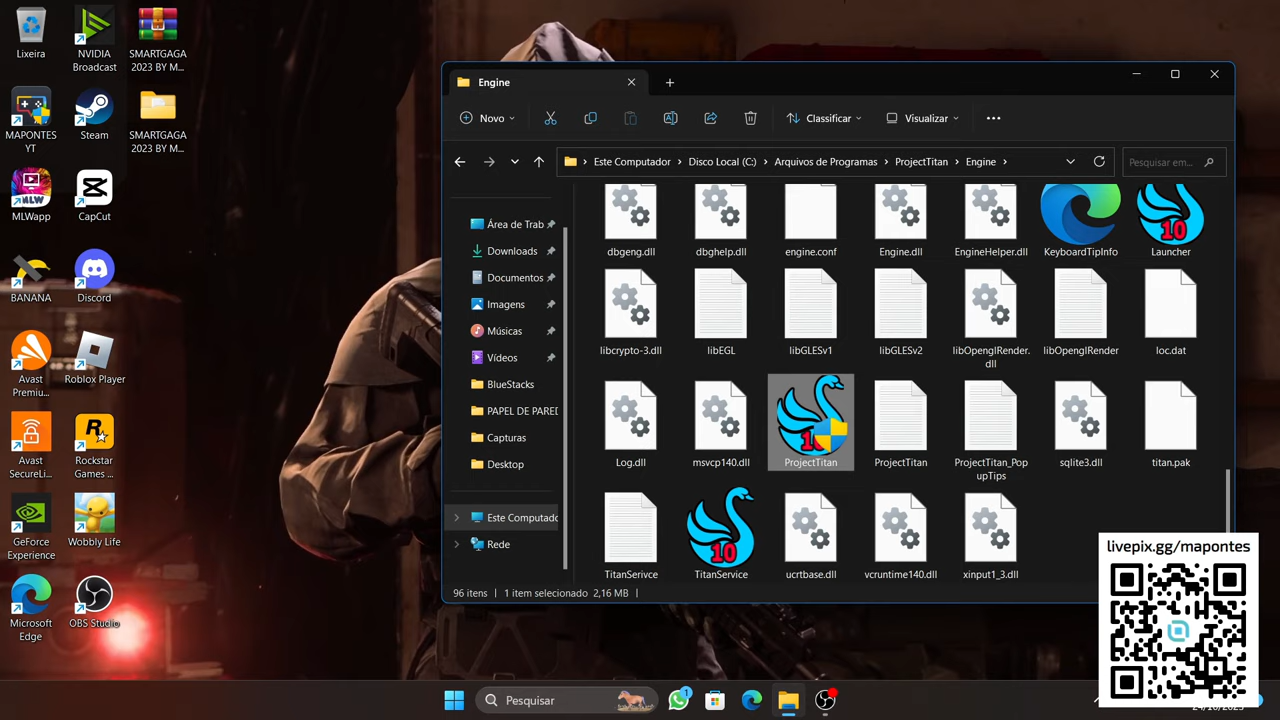 Lixeira
NVIDIA
Broadcast
SMARTGAGA
2023 BY M...
MAPONTES
YT
Steam
SMARTGAGA
2023 BY M...
MLWapp
CapCut
BANANA
Discord
Avast
Premiu...
Roblox Player
Avast
SecureLi...
Rockstar
Games ...
GeForce
Experience
Wobbly Life
Microsoft
Edge
OBS Studio
Engine
Novo
Classificar
Visualizar
Este Computador
Disco Local (C:)
Arquivos de Programas
ProjectTitan
Engine
Pesquisar em...
Área de Trab
Downloads
Documentos
Imagens
Músicas
Vídeos
BlueStacks
PAPEL DE PARED
Capturas
Desktop
Este Computado
Rede
dbgeng.dll
dbghelp.dll
engine.conf
Engine.dll
EngineHelper.dll
KeyboardTipInfo
10
Launcher
libcrypto-3.dll
libEGL
libGLESv1
libGLESv2
libOpenglRender.
dll
libOpenglRender
loc.dat
Log.dll
msvcp140.dll
ProjectTitan
ProjectTitan
ProjectTitan_Pop
upTips
sqlite3.dll
titan.pak
TitanSerivce
10
TitanService
ucrtbase.dll
vcruntime140.dll
xinput1_3.dll
96 itens
1 item selecionado
2,16 MB
livepix.gg/mapontes
Pesquisar
1